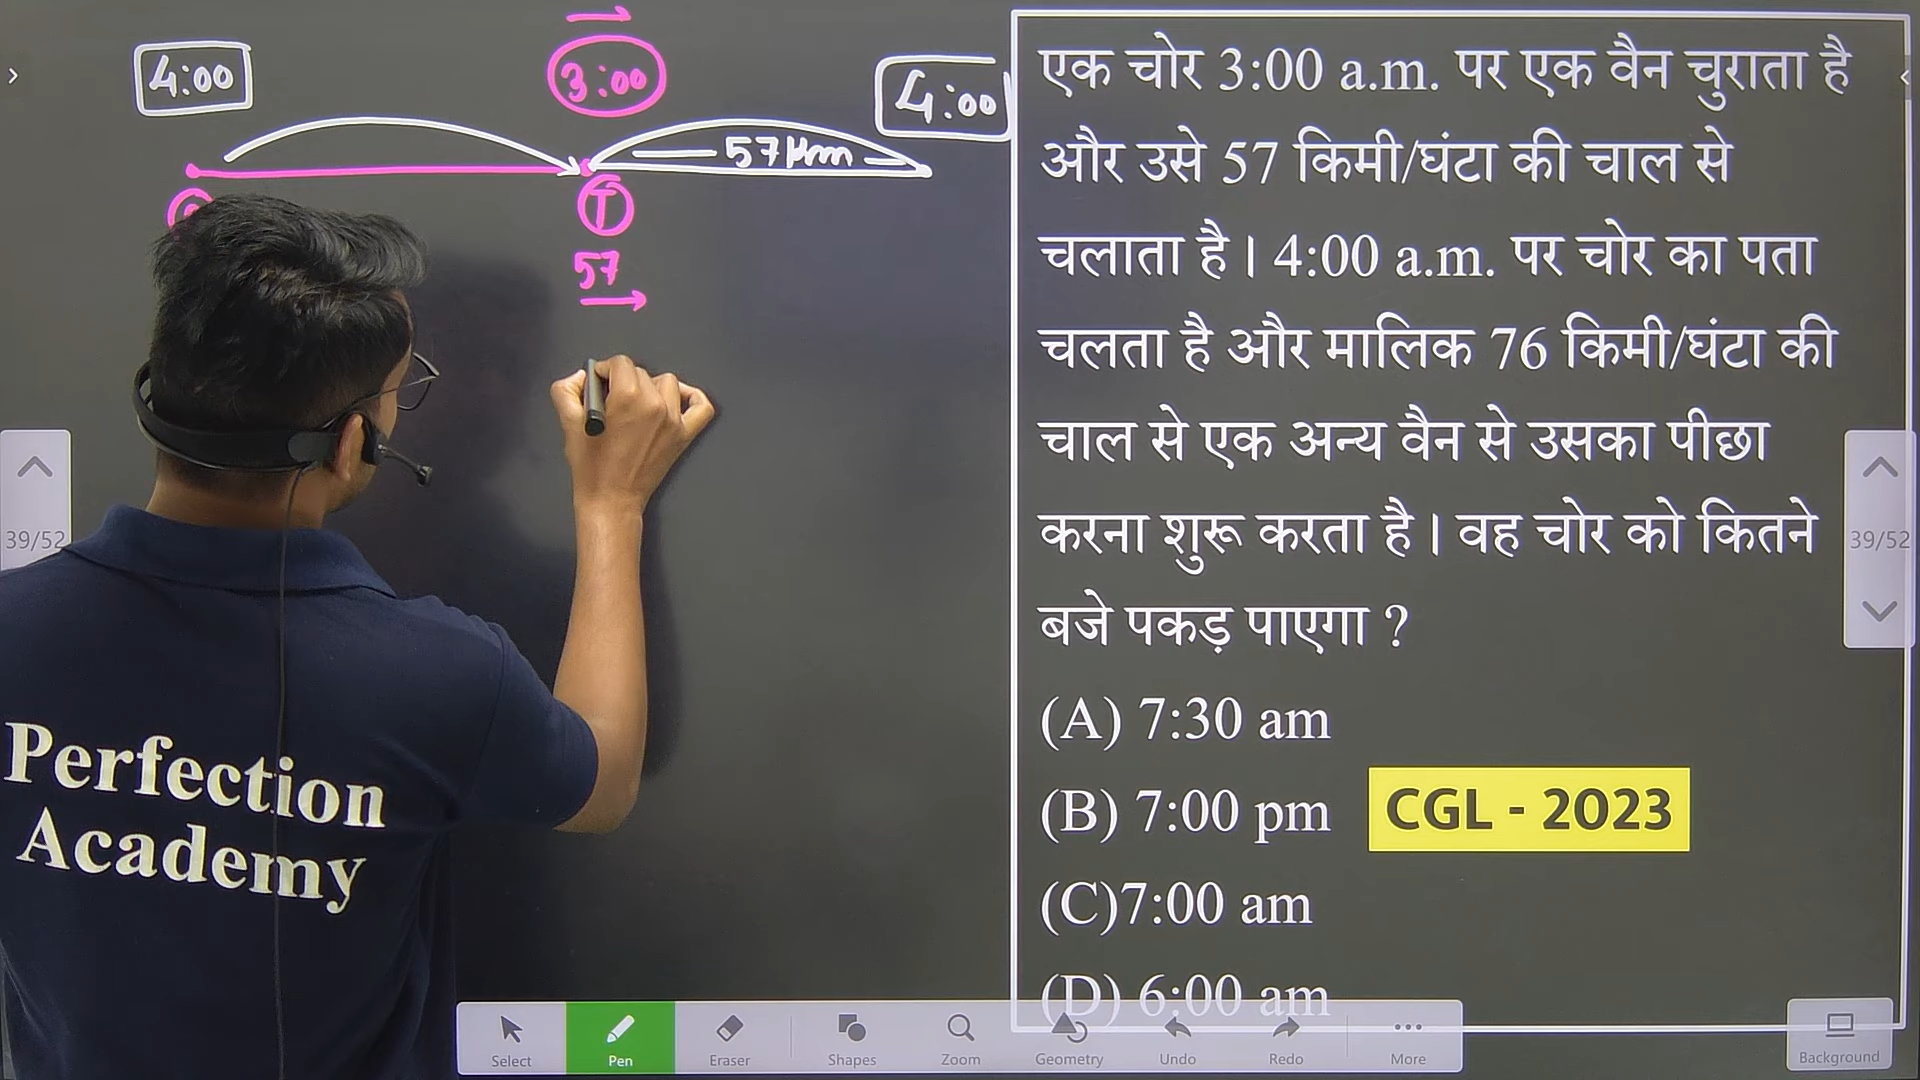 4:00
3:00
4:00
57 Km
T
57
एक चोर 3:00 a.m. पर एक वैन चुराता है
और उसे 57 किमी/घंटा की चाल से
चलाता है। 4:00 a.m. पर चोर का पता
चलता है और मालिक 76 किमी/घंटा की
चाल से एक अन्य वैन से उसका पीछा
करना शुरू करता है। वह चोर को कितने
बजे पकड़ पाएगा ?
(A) 7:30 am
(B) 7:00 pm
CGL - 2023
(C)7:00 am
(D) 6:00 am
39/52
39/52
Perfection
Academy
Select
Pen
Eraser
Shapes
Zoom
Geometry
Undo
Redo
More
Background